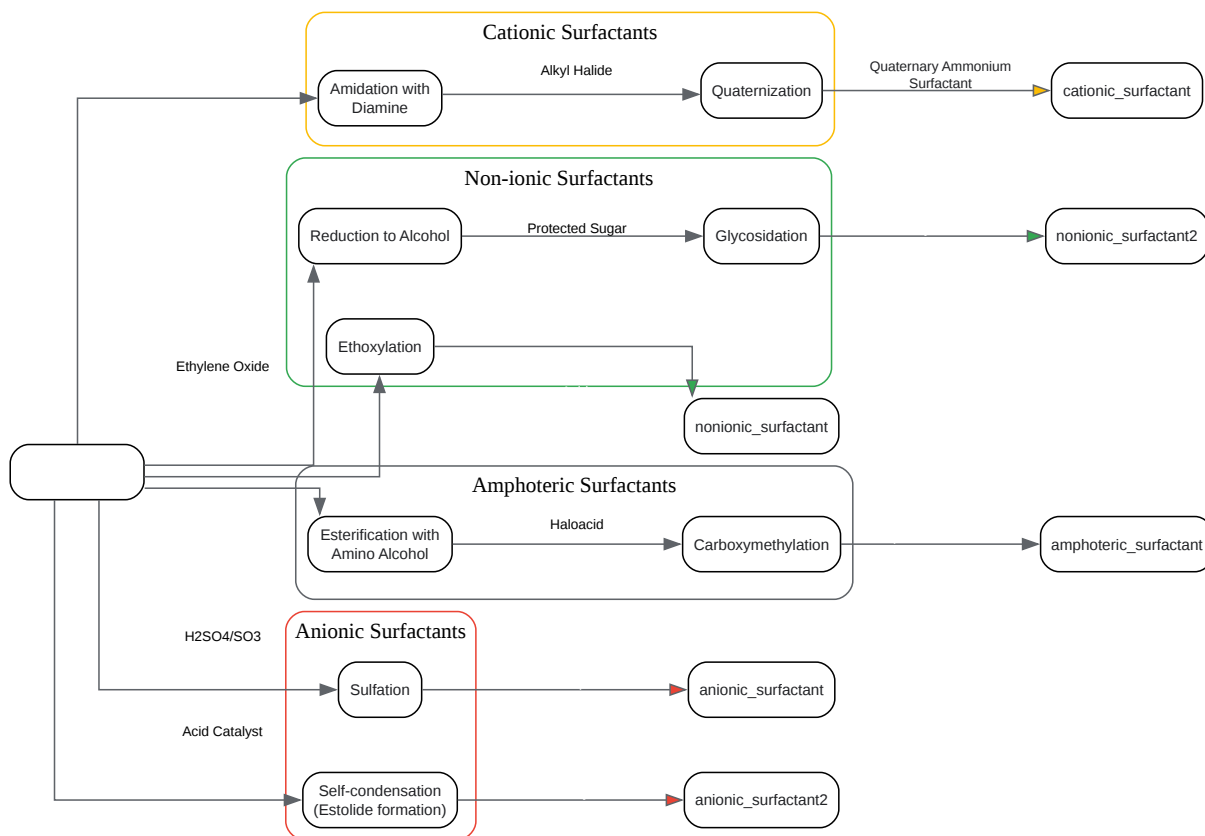 Cationic Surfactants
Amidation with
Diamine
Alkyl Halide
Quaternization
Quaternary Ammonium
Surfactant
cationic_surfactant
Non-ionic Surfactants
Reduction to Alcohol
Protected Sugar
Glycosidation
nonionic_surfactant2
Ethoxylation
Ethylene Oxide
nonionic_surfactant
Amphoteric Surfactants
Esterification with
Amino Alcohol
Haloacid
Carboxymethylation
amphoteric_surfactant
Anionic Surfactants
H2SO4/SO3
Sulfation
anionic_surfactant
Acid Catalyst
Self-condensation
(Estolide formation)
anionic_surfactant2